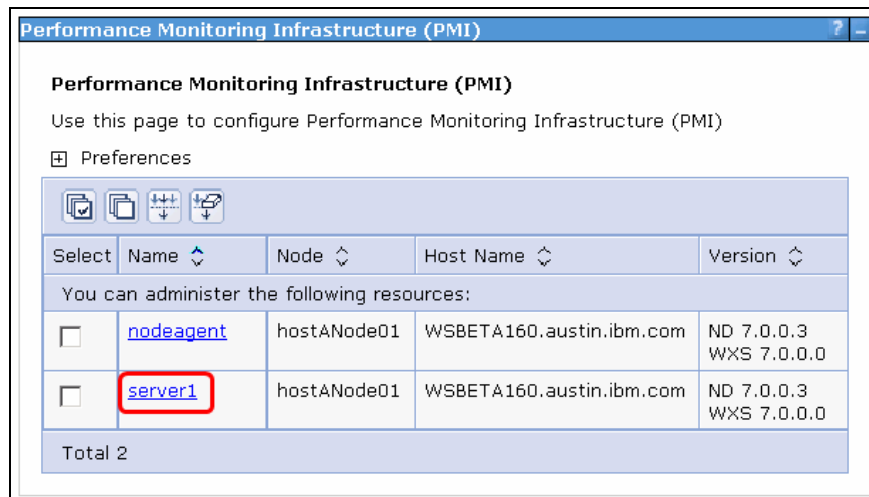 Performance Monitoring Infrastructure (PMI) ? –
Performance Monitoring Infrastructure (PMI)
Use this page to configure Performance Monitoring Infrastructure (PMI)
+ Preferences
Select Name Node Host Name Version
You can administer the following resources:
nodeagent hostANode01 WSBETA160.austin.ibm.com ND 7.0.0.3
WXS 7.0.0.0
server1 hostANode01 WSBETA160.austin.ibm.com ND 7.0.0.3
WXS 7.0.0.0
Total 2